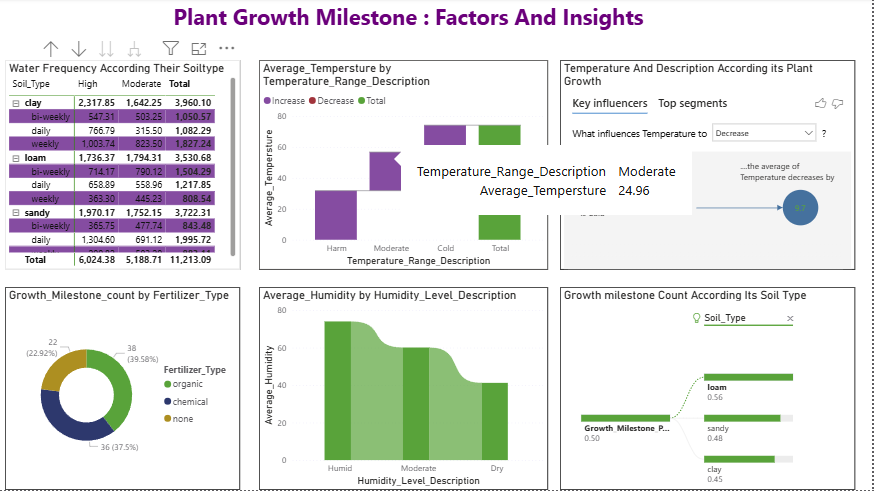 Plant Growth Milestone : Factors And Insights
Water Frequency According Their Soiltype
Soil_Type High Moderate Total
clay 2,317.85 1,642.25 3,960.10
bi-weekly 547.31 503.25 1,050.57
daily 766.79 315.50 1,082.29
weekly 1,003.74 823.50 1,827.24
loam 1,736.37 1,794.31 3,530.68
bi-weekly 714.17 790.12 1,504.29
daily 658.89 558.96 1,217.85
weekly 363.30 445.23 808.54
sandy 1,970.17 1,752.15 3,722.31
bi-weekly 365.75 477.74 843.48
daily 1,304.60 691.12 1,995.72
Total 6,024.38 5,188.71 11,213.09
Average_Tempersture by
Temperature_Range_Description
Increase Decrease Total
Average_Tempersture
80
60
40
20
0
Harm Moderate Cold Total
Temperature_Range_Description
Temperature_Range_Description Moderate
Average_Tempersture 24.96
Temperature And Description According its Plant
Growth
Key influencers Top segments
What influences Temperature to Decrease ?
...the average of
Temperature decreases by
Growth_Milestone_count by Fertilizer_Type
22
(22.92%)
38
(39.58%)
36 (37.5%)
Fertilizer_Type
organic
chemical
none
Average_Humidity by Humidity_Level_Description
Average_Humidity
80
60
40
20
0
Humid Moderate Dry
Humidity_Level_Description
Growth milestone Count According Its Soil Type
Soil_Type
Growth_Milestone_P...
0.50
loam
0.56
sandy
0.48
clay
0.45